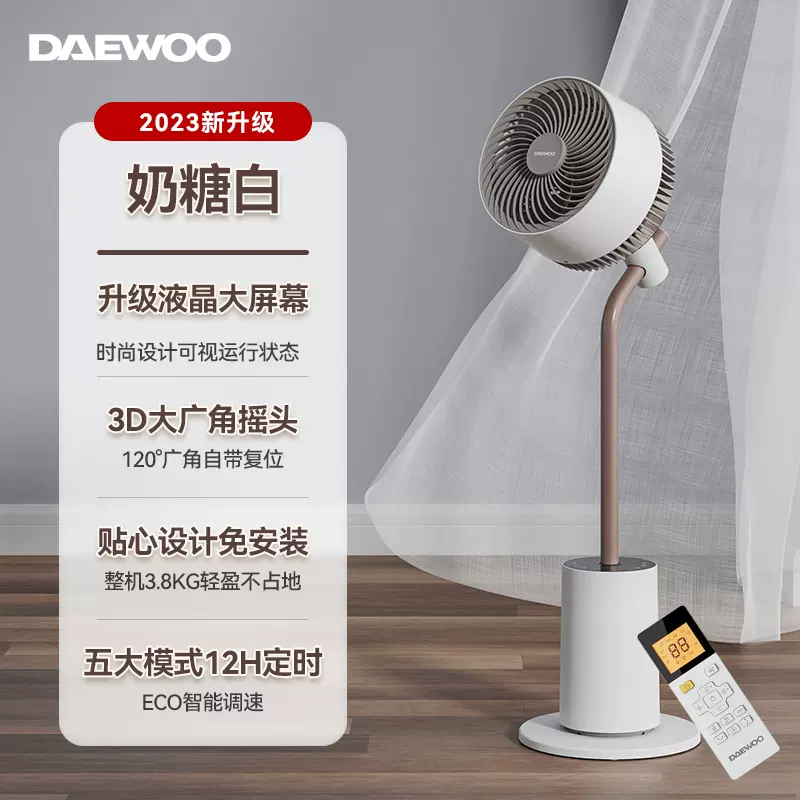 DAEWOO
2023新升级
奶糖白
升级液晶大屏幕
时尚设计可视运行状态
3D大广角摇头
120°广角自带复位
贴心设计免安装
整机3.8KG轻盈不占地
五大模式12H定时
ECO智能调速
DAEWOO
88
DAEWOO